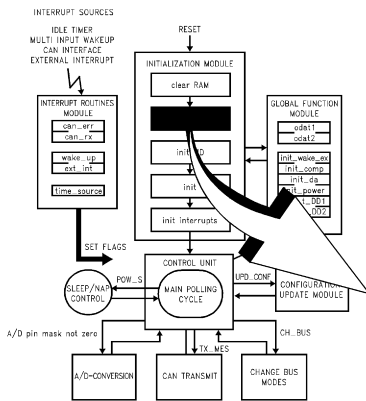 INTERRUPT SOURCES
IDLE TIMER
MULTI INPUT WAKEUP
CAN INTERFACE
EXTERNAL INTERRUPT
RESET
INITIALIZATION MODULE
clear RAM
init
init
init interrupts
INTERRUPT ROUTINES
MODULE
can_err
can_rx
wake_up
ext_int
time_source
SET FLAGS
GLOBAL FUNCTION
MODULE
odat1
odat2
init_wake_ex
init_comp
init_da
CONTROL UNIT
MAIN POLLING
CYCLE
POW_S
SLEEP/NAP
CONTROL
UPD_CONF
CONFIGURATION
UPDATE MODULE
A/D pin mask not zero
TX_MES
CH_BUS
A/D-CONVERSION
CAN TRANSMIT
CHANGE BUS
MODES